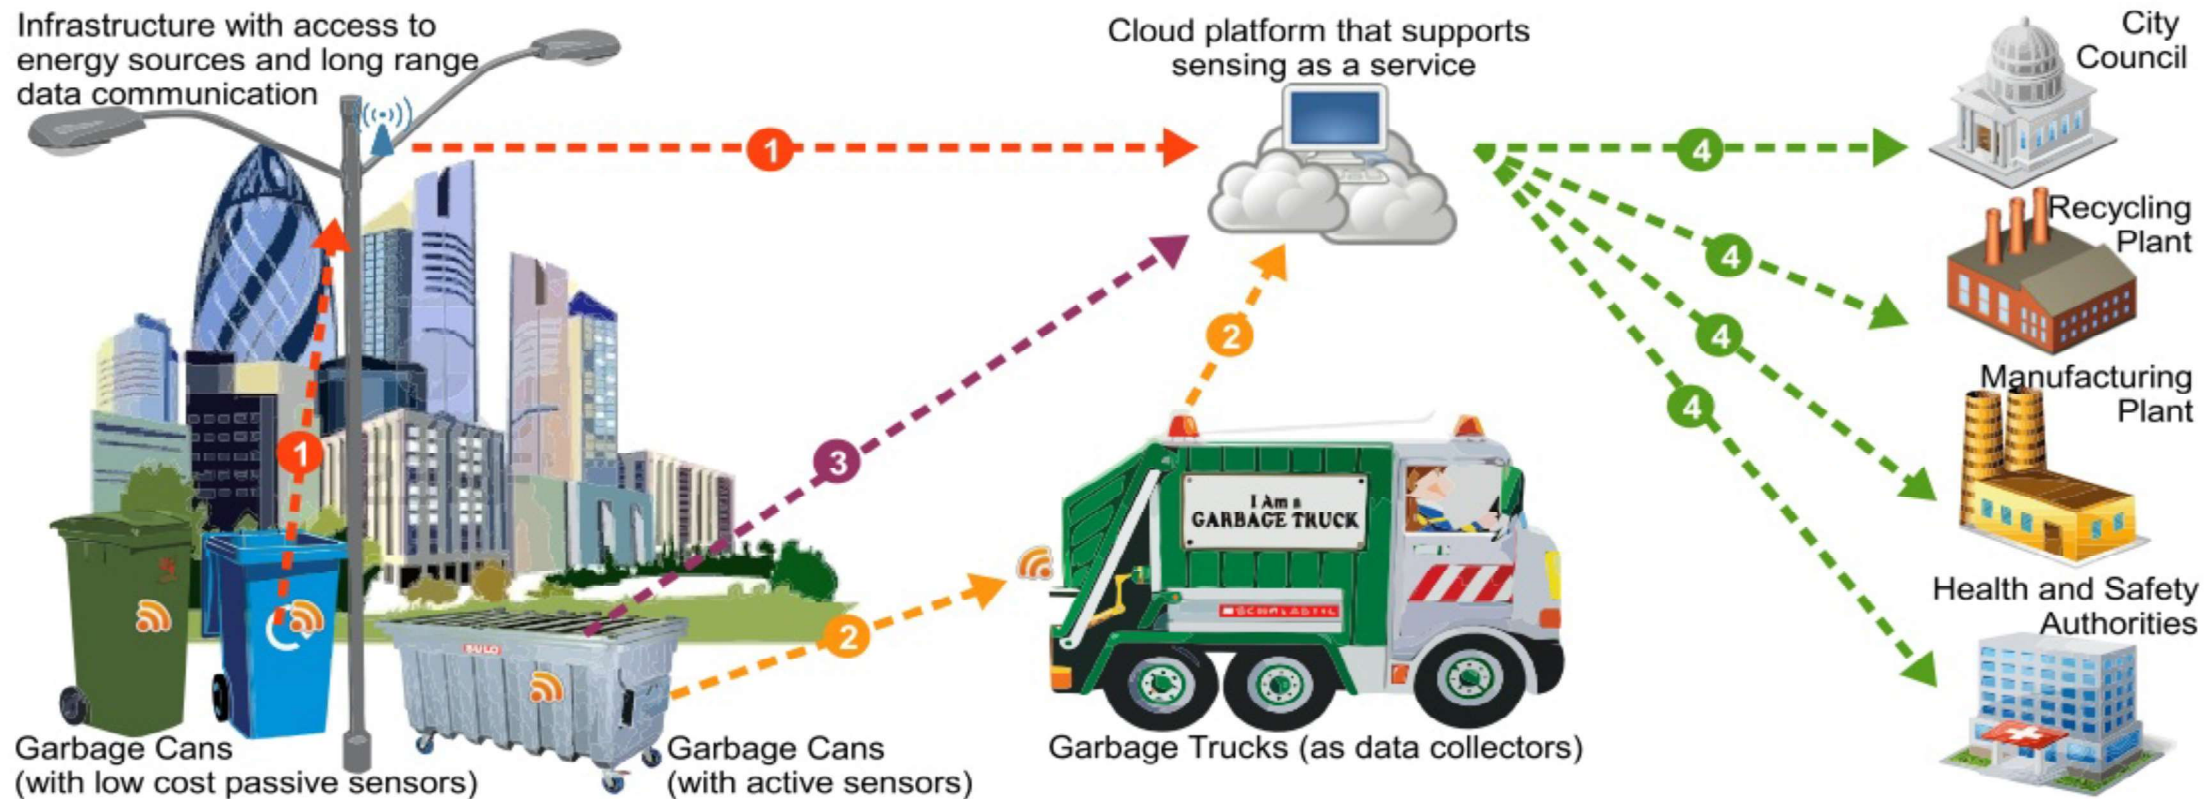 Infrastructure with access to
energy sources and long range
data communication
Cloud platform that supports
sensing as a service
City
Council
1
4
Recycling
Plant
4
2
4
Manufacturing
Plant
4
1
3
I Am a
GARBAGE TRUCK
Health and Safety
Authorities
SCHOLASTIC
2
SULO
Garbage Cans
(with low cost passive sensors)
Garbage Cans
(with active sensors)
Garbage Trucks (as data collectors)